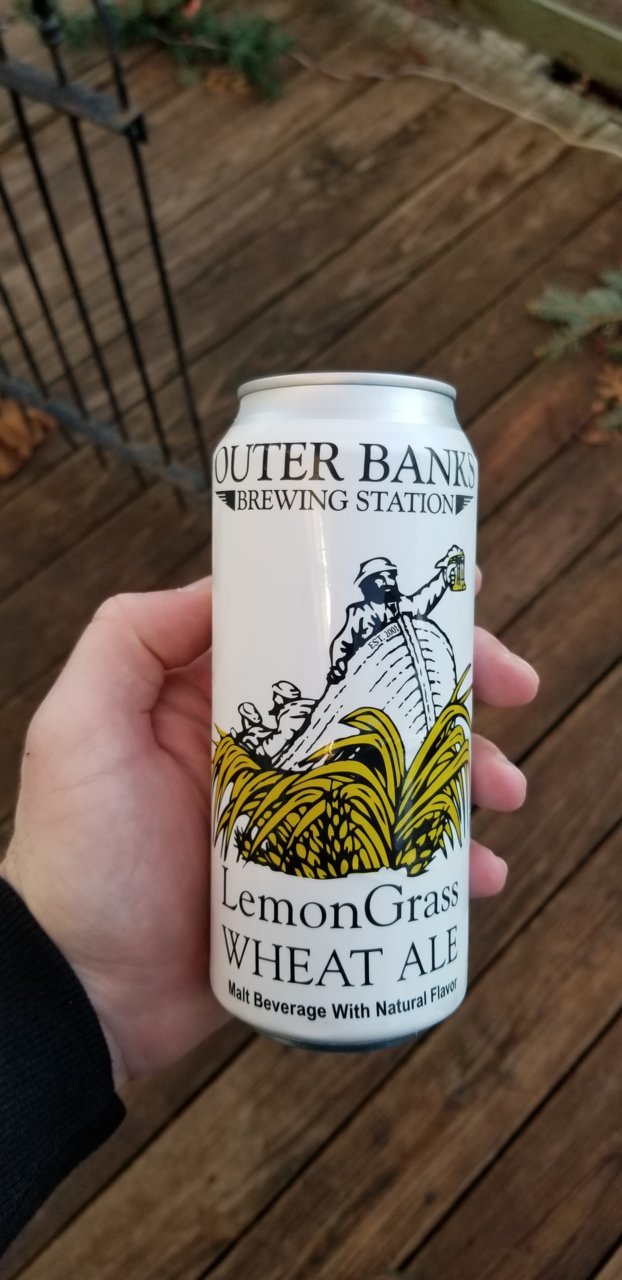 OUTER BANKS
BREWING STATION
EST. 2001
LemonGrass
WHEAT ALE
Malt Beverage With Natural Flavor